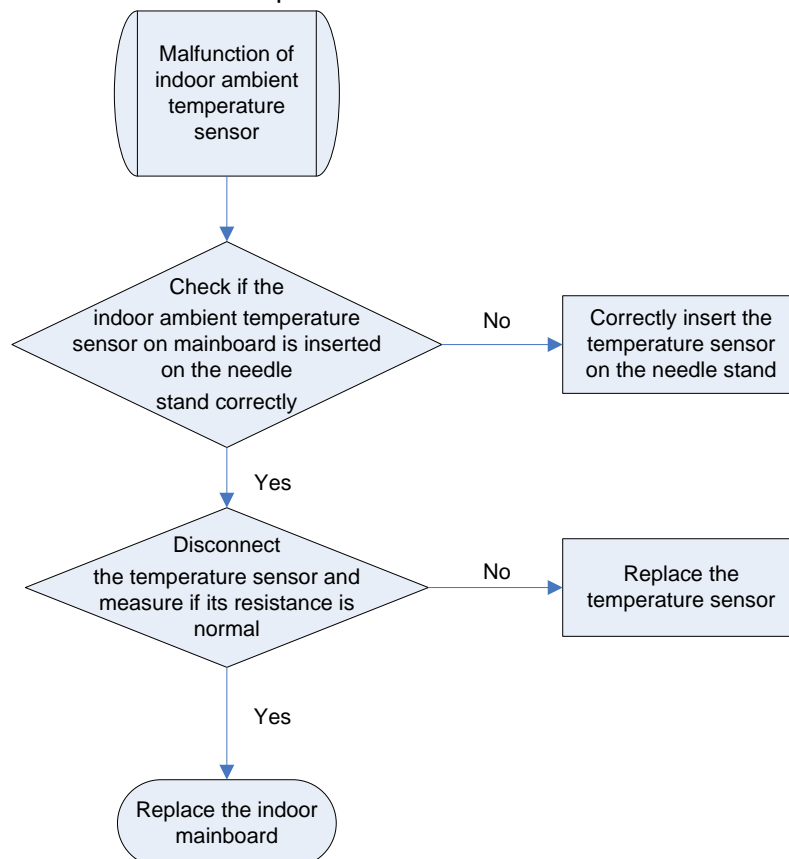 Malfunction of
indoor ambient
temperature
sensor
Check if the
indoor ambient temperature
sensor on mainboard is inserted
on the needle
stand correctly
No
Correctly insert the
temperature sensor
on the needle stand
Yes
Disconnect
the temperature sensor and
measure if its resistance is
normal
No
Replace the
temperature sensor
Yes
Replace the indoor
mainboard